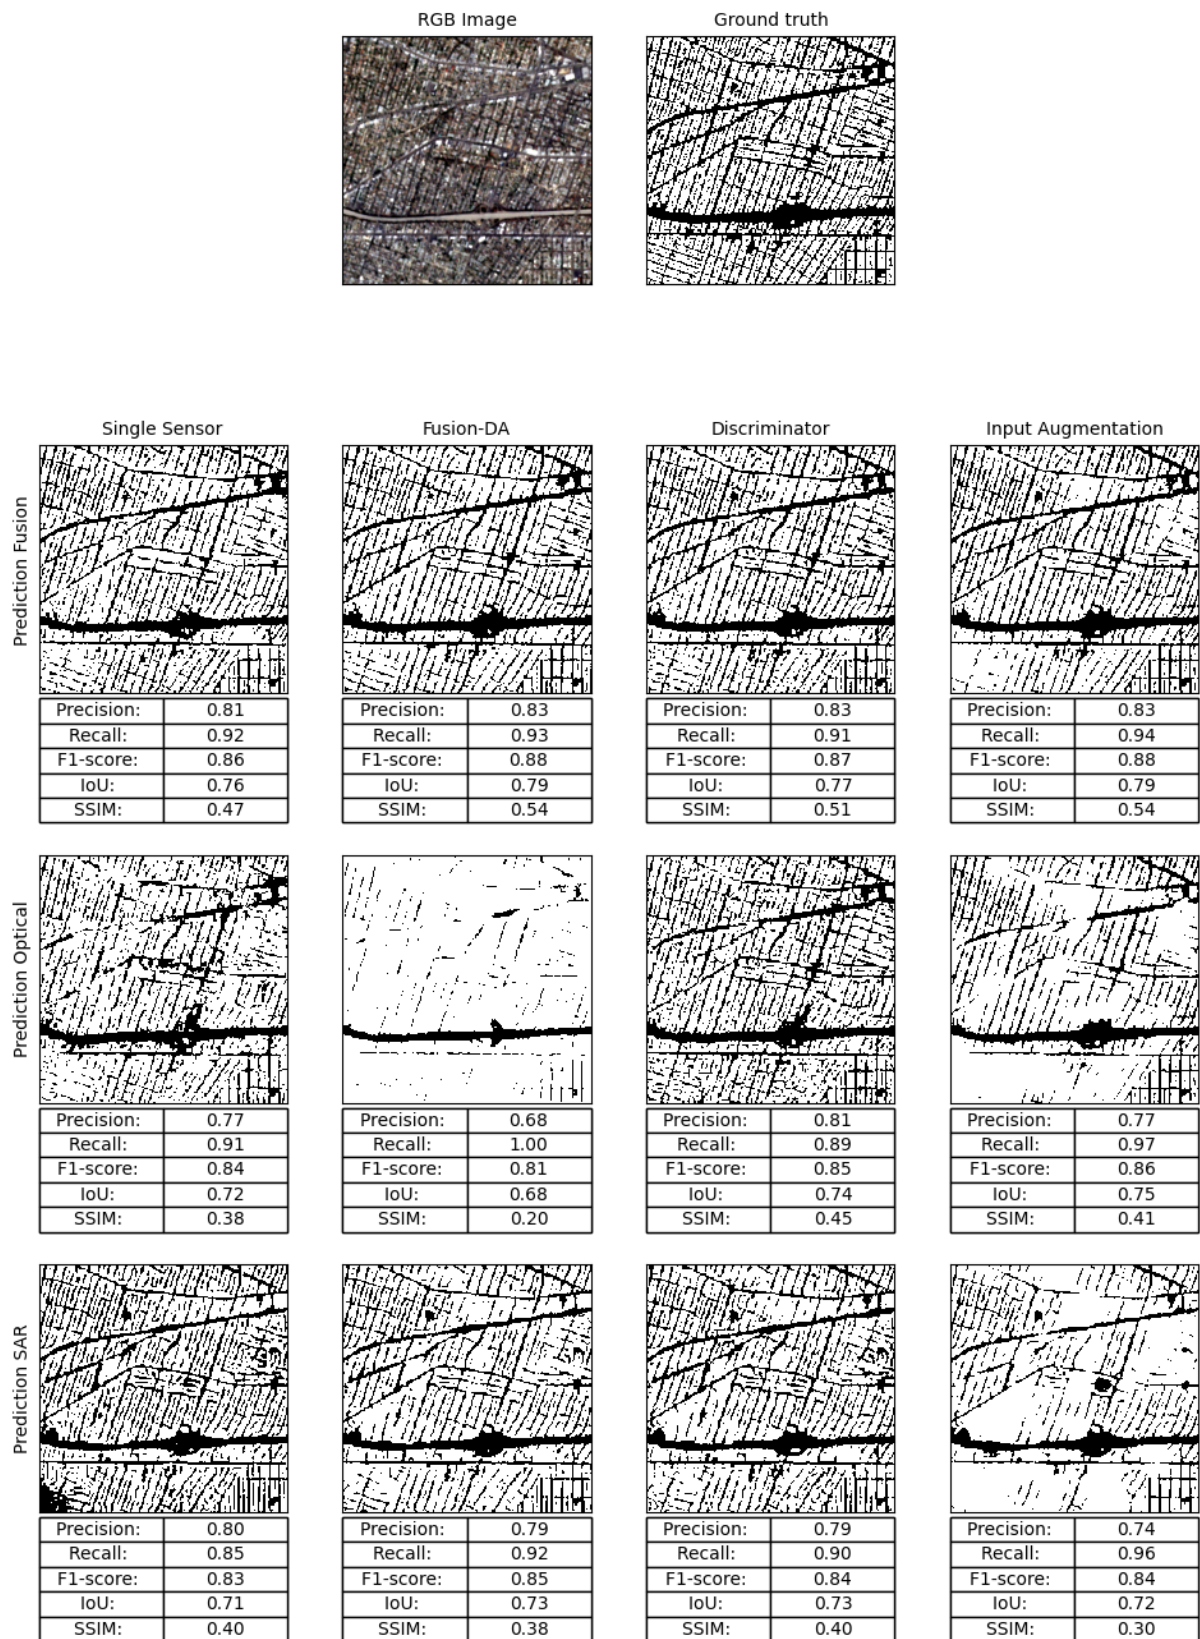 RGB Image Ground truth
Single Sensor Fusion-DA Discriminator Input Augmentation
Prediction Fusion
Precision: 0.81 Precision: 0.83 Precision: 0.83 Precision: 0.83
Recall: 0.92 Recall: 0.93 Recall: 0.91 Recall: 0.94
F1-score: 0.86 F1-score: 0.88 F1-score: 0.87 F1-score: 0.88
IoU: 0.76 IoU: 0.79 IoU: 0.77 IoU: 0.79
SSIM: 0.47 SSIM: 0.54 SSIM: 0.51 SSIM: 0.54
Prediction Optical
Precision: 0.77 Precision: 0.68 Precision: 0.81 Precision: 0.77
Recall: 0.91 Recall: 1.00 Recall: 0.89 Recall: 0.97
F1-score: 0.84 F1-score: 0.81 F1-score: 0.85 F1-score: 0.86
IoU: 0.72 IoU: 0.68 IoU: 0.74 IoU: 0.75
SSIM: 0.38 SSIM: 0.20 SSIM: 0.45 SSIM: 0.41
Prediction SAR
Precision: 0.80 Precision: 0.79 Precision: 0.79 Precision: 0.74
Recall: 0.85 Recall: 0.92 Recall: 0.90 Recall: 0.96
F1-score: 0.83 F1-score: 0.85 F1-score: 0.84 F1-score: 0.84
IoU: 0.71 IoU: 0.73 IoU: 0.73 IoU: 0.72
SSIM: 0.40 SSIM: 0.38 SSIM: 0.40 SSIM: 0.30